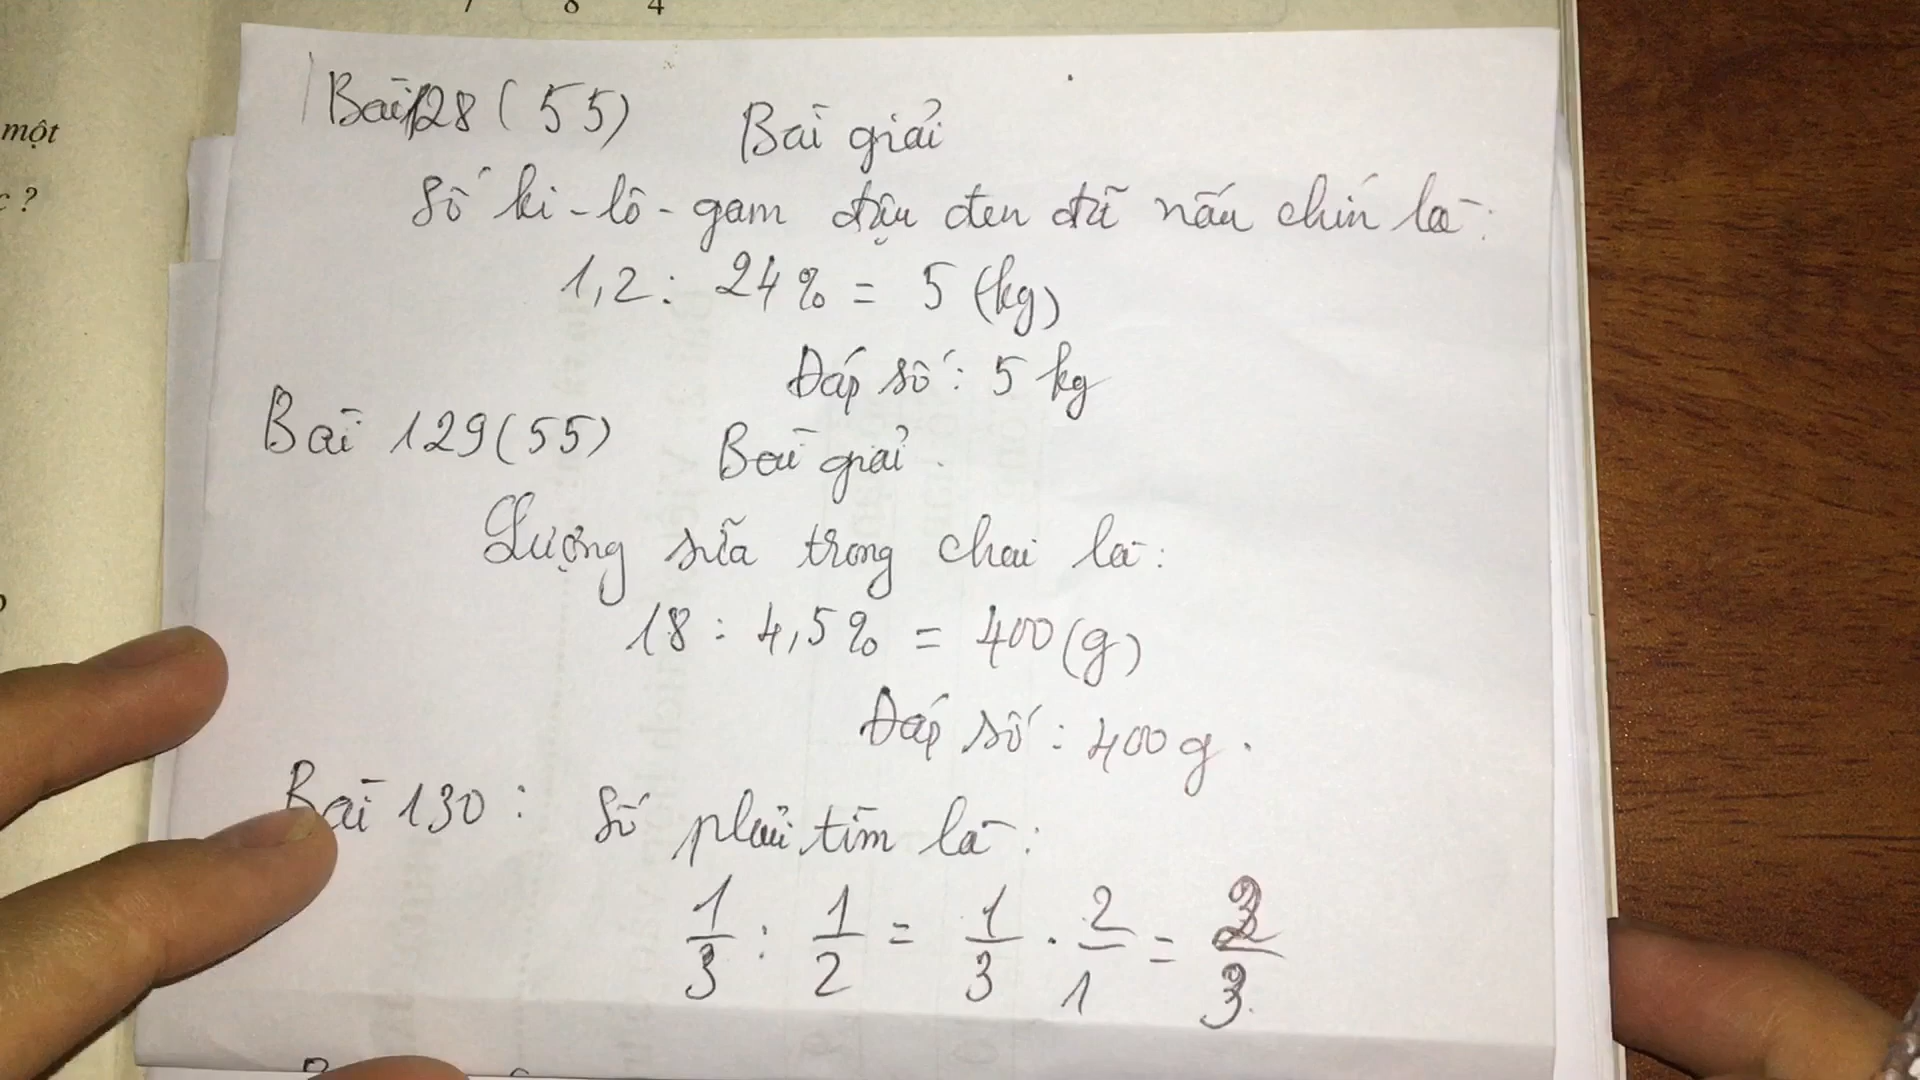 7 8 4
một
c ?
Bài 128 (55)
Bài giải
Số ki-lô-gam đậu đen đã nấu chín là:
1,2 : 24% = 5 (kg)
Đáp số: 5 kg
Bài 129 (55)
Bài giải
Lượng sữa trong chai là:
18 : 4,5% = 400 (g)
Đáp số: 400 g.
Bài 130: Số phải tìm là:
1/3 : 1/2 = 1/3 . 2/1 = 2/3